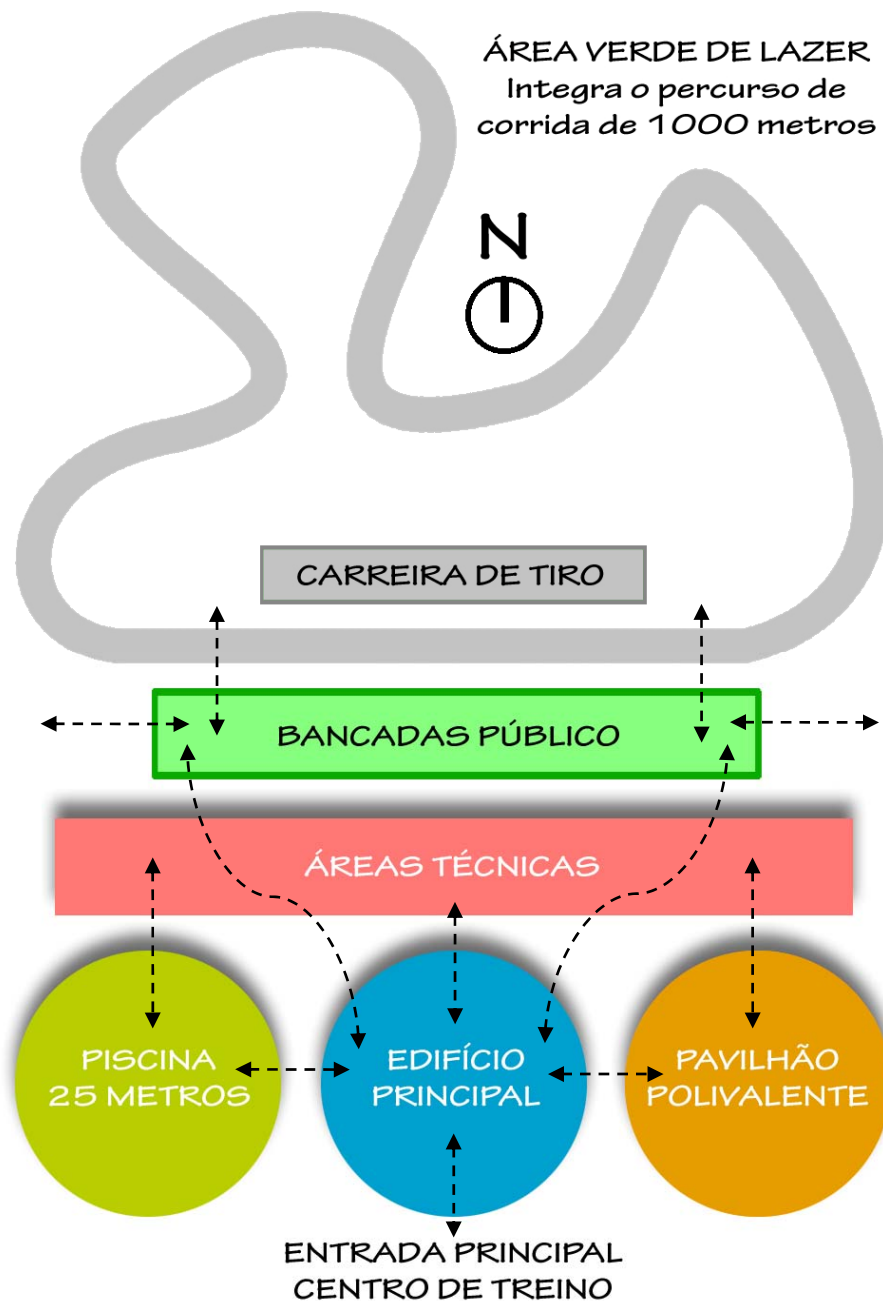 ÁREA VERDE DE LAZER
Integra o percurso de
corrida de 1000 metros
N
CARREIRA DE TIRO
BANCADAS PÚBLICO
ÁREAS TÉCNICAS
PISCINA
25 METROS
EDIFÍCIO
PRINCIPAL
PAVILHÃO
POLIVALENTE
ENTRADA PRINCIPAL
CENTRO DE TREINO